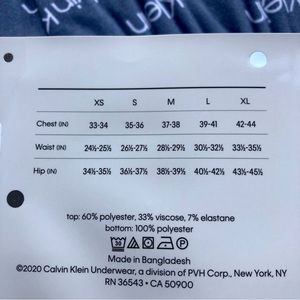 Klein
XS S M L XL
Chest (IN) 33-34 35-36 37-38 39-41 42-44
Waist (IN) 24½-25½ 26½-27½ 28½-29½ 30½-32½ 33½-35½
Hip (IN) 34½-35½ 36½-37½ 38½-39½ 40½-42½ 43½-45½
top: 60% polyester, 33% viscose, 7% elastane
bottom: 100% polyester
30
Made in Bangladesh
©2020 Calvin Klein Underwear, a division of PVH Corp., New York, NY
RN 36543 • CA 50900